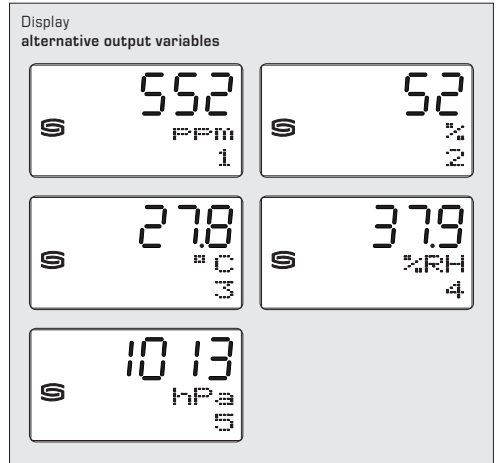 Display
alternative output variables
552
ppm
1
52
%
2
27.8
°C
3
37.9
%RH
4
1013
hPa
5